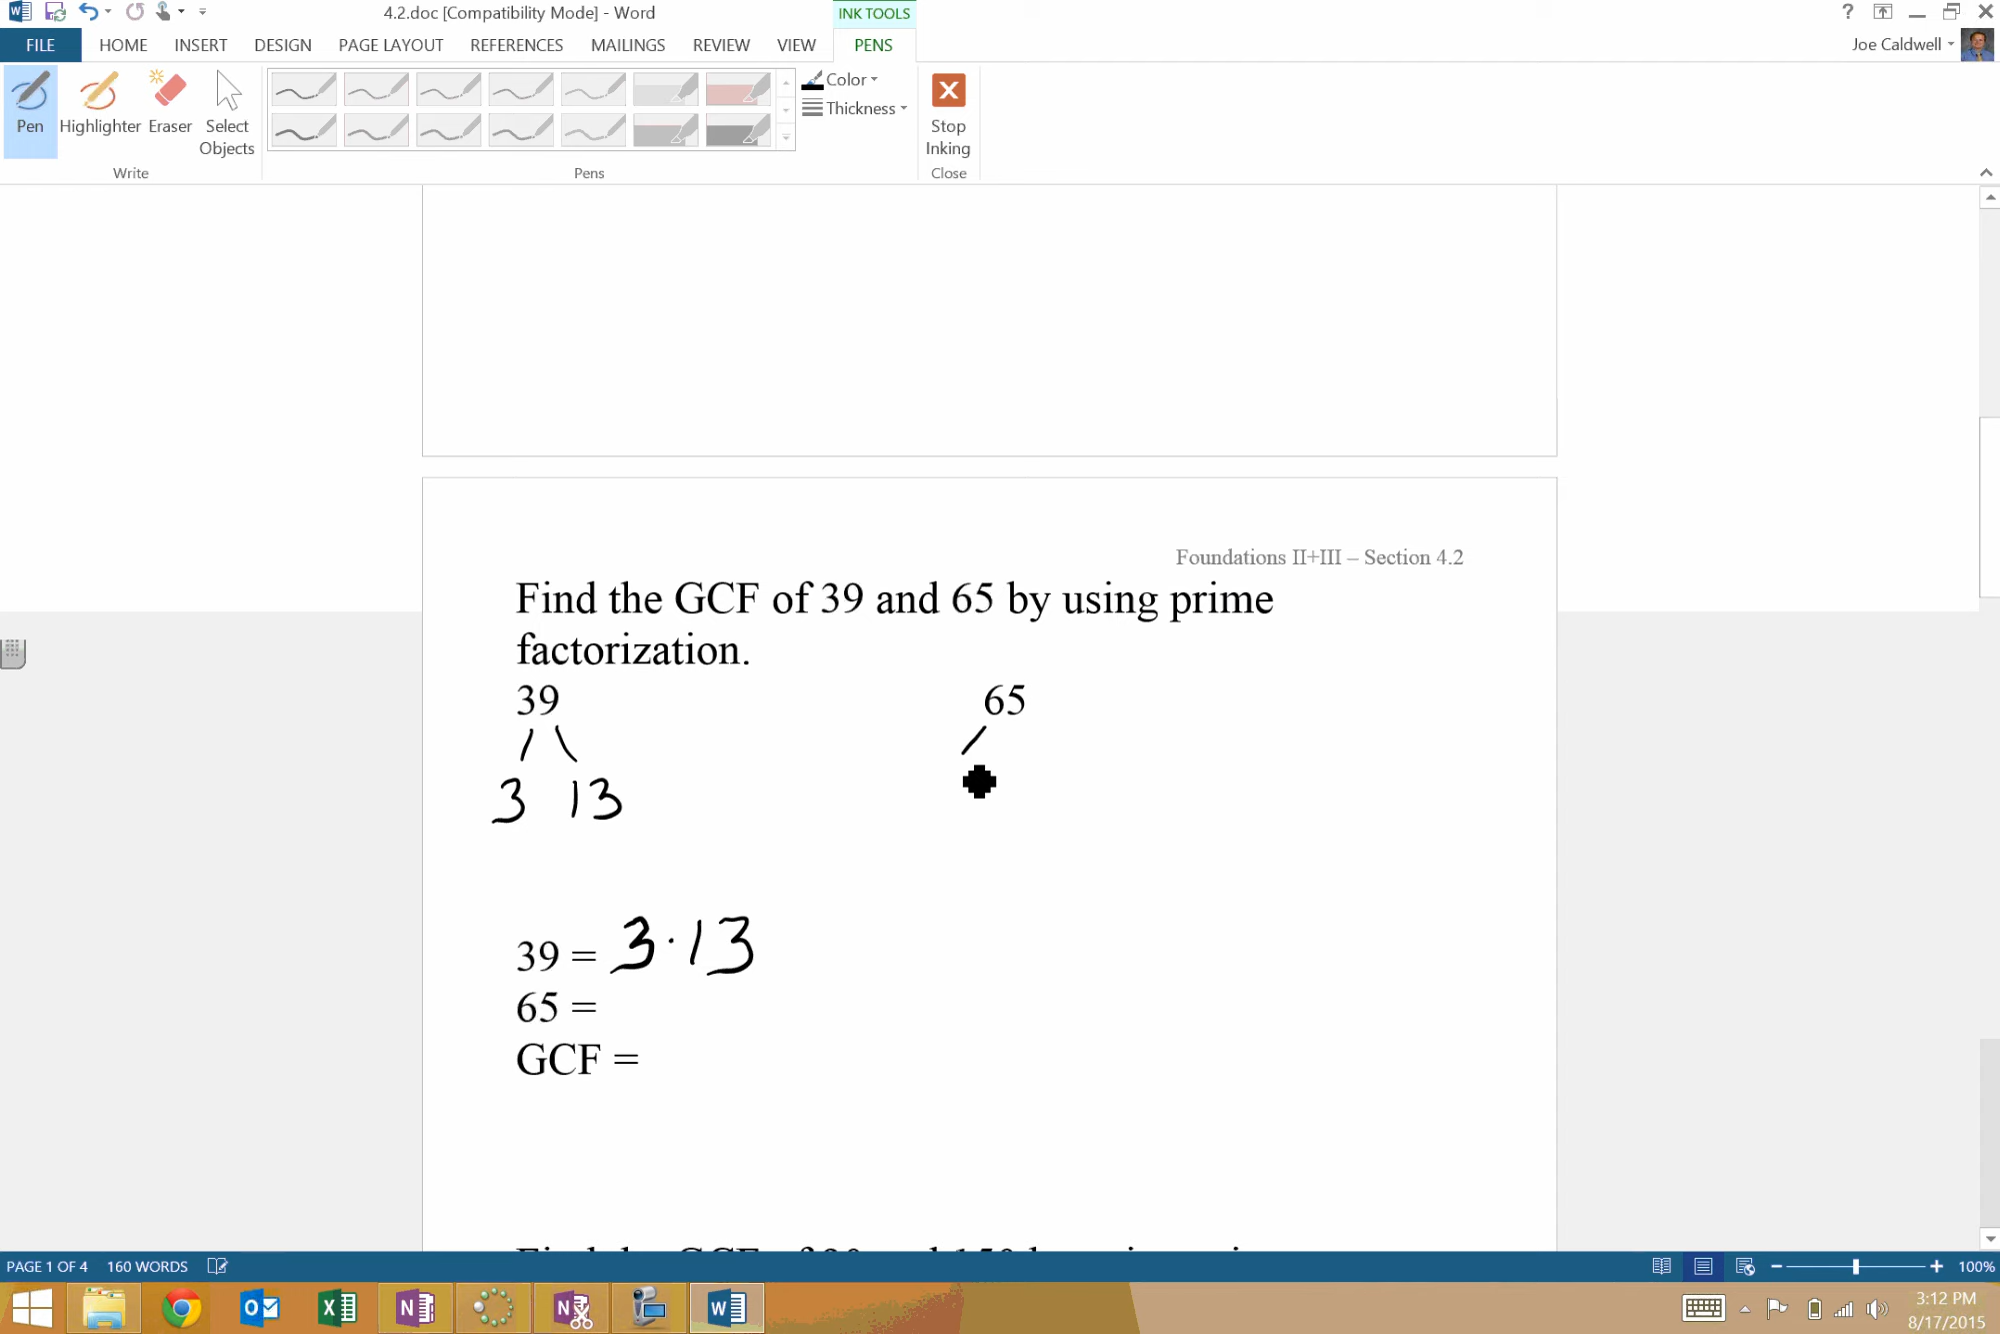 4.2.doc [Compatibility Mode] - Word
INK TOOLS
?
FILE HOME INSERT DESIGN PAGE LAYOUT REFERENCES MAILINGS REVIEW VIEW PENS
Joe Caldwell
Pen Highlighter Eraser Select Objects
Color
Thickness
Stop Inking
Write Pens Close
Foundations II+III – Section 4.2
Find the GCF of 39 and 65 by using prime
factorization.
39 65
3 13
39 = 3·13
65 =
GCF =
PAGE 1 OF 4 160 WORDS
100%
3:12 PM
8/17/2015